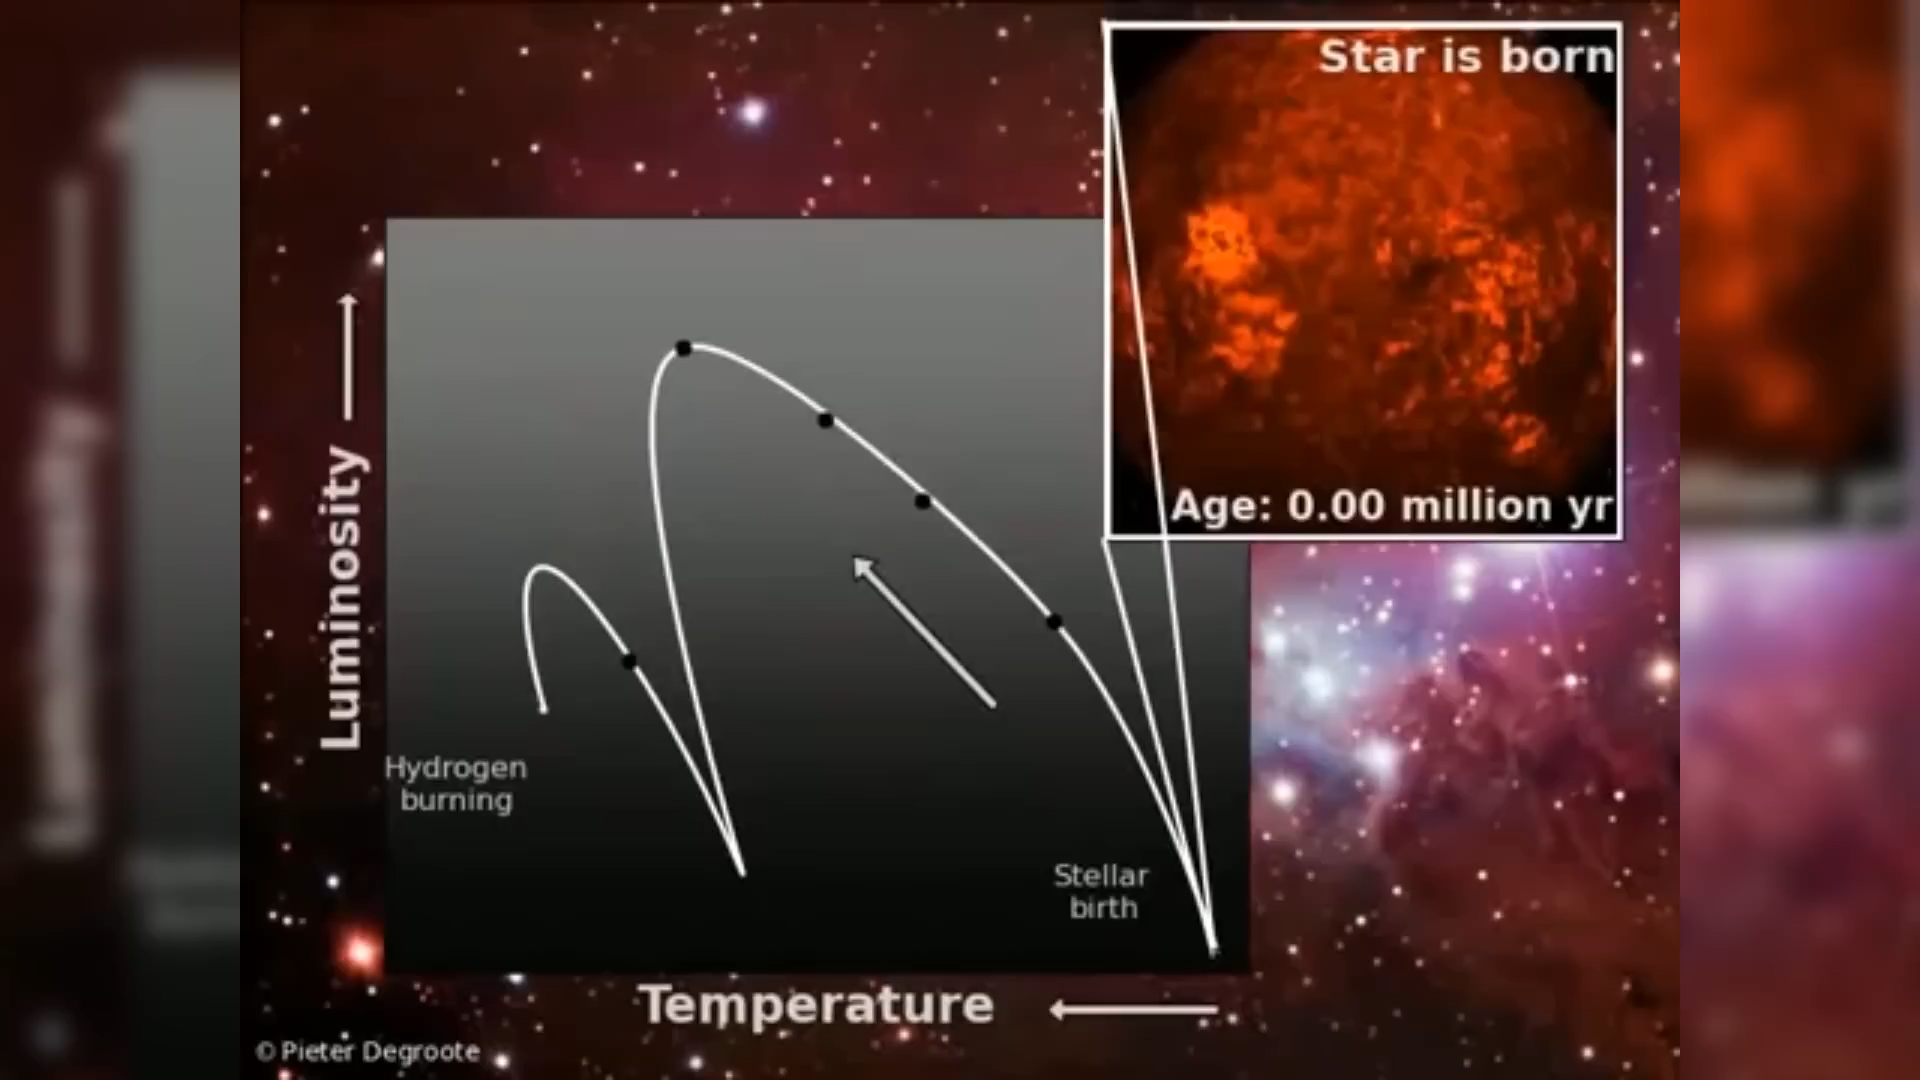 Star is born
Age: 0.00 million yr
Luminosity
Hydrogen
burning
Stellar
birth
Temperature
© Pieter Degroote